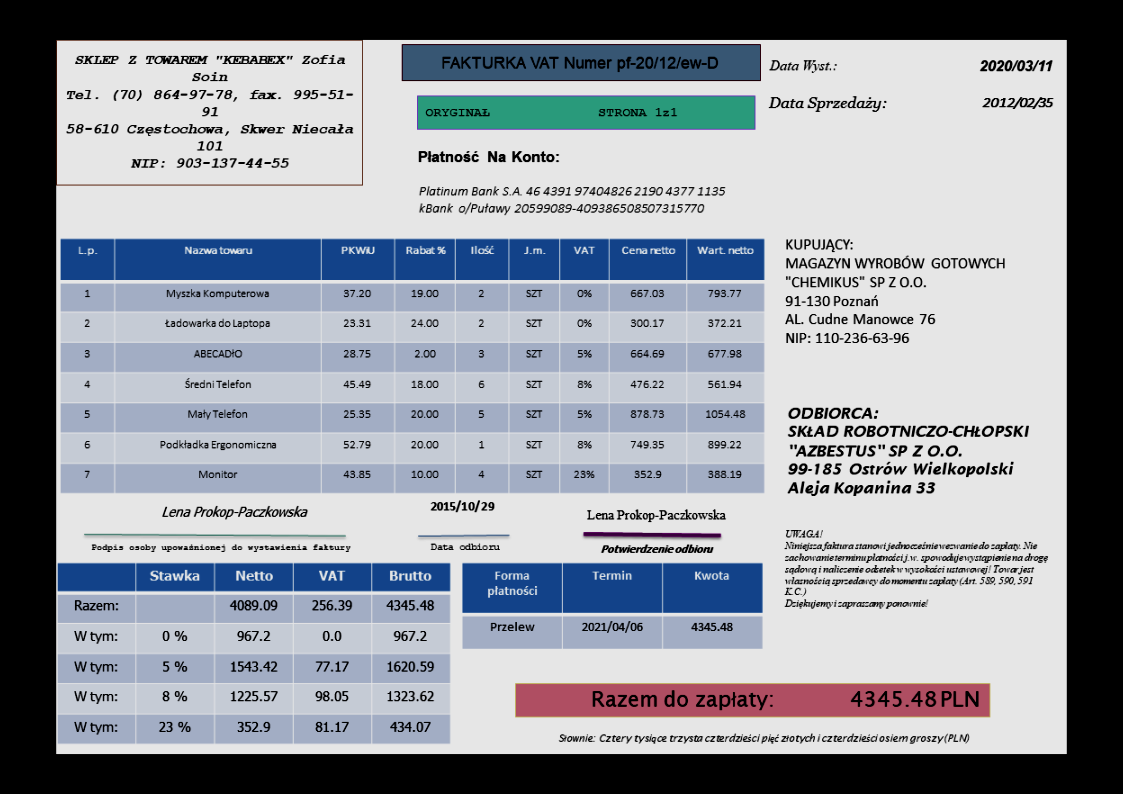 SKLEP Z TOWAREM "KEBABEX" Zofia
Soin
Tel. (70) 864-97-78, fax. 995-51-
91
58-610 Częstochowa, Skwer Niecała
101
NIP: 903-137-44-55
FAKTURKA VAT Numer pf-20/12/ew-D
ORYGINAŁ STRONA 1z1
Data Wyst.: 2020/03/11
Data Sprzedaży: 2012/02/35
Płatność Na Konto:
Platinum Bank S.A. 46 4391 97404826 2190 4377 1135
kBank o/Puławy 20599089-409386508507315770
L.p. Nazwa towaru PKWiU Rabat % Ilość J.m. VAT Cena netto Wart. netto
1 Myszka Komputerowa 37.20 19.00 2 SZT 0% 667.03 793.77
2 Ładowarka do Laptopa 23.31 24.00 2 SZT 0% 300.17 372.21
3 ABECADŁO 28.75 2.00 3 SZT 5% 664.69 677.98
4 Średni Telefon 45.49 18.00 6 SZT 8% 476.22 561.94
5 Mały Telefon 25.35 20.00 5 SZT 5% 878.73 1054.48
6 Podkładka Ergonomiczna 52.79 20.00 1 SZT 8% 749.35 899.22
7 Monitor 43.85 10.00 4 SZT 23% 352.9 388.19
KUPUJĄCY:
MAGAZYN WYROBÓW GOTOWYCH
"CHEMIKUS" SP Z O.O.
91-130 Poznań
AL. Cudne Manowce 76
NIP: 110-236-63-96
ODBIORCA:
SKŁAD ROBOTNICZO-CHŁOPSKI
"AZBESTUS" SP Z O.O.
99-185 Ostrów Wielkopolski
Aleja Kopanina 33
Lena Prokop-Paczkowska
Podpis osoby upoważnionej do wystawienia faktury
2015/10/29
Data odbioru
Lena Prokop-Paczkowska
Potwierdzenie odbioru
UWAGA!
Niniejsza faktura stanowi jednocześnie wezwanie do zapłaty. Nie
zachowanie terminu płatności j.w. spowoduje wystąpienie na drogę
sądową i naliczenie odsetek w wysokości ustawowej! Towar jest
własnością sprzedawcy do momentu zapłaty (Art. 589, 590, 591
K.C.)
Dziękujemy i zapraszamy ponownie!
Stawka Netto VAT Brutto
Razem: 4089.09 256.39 4345.48
W tym: 0 % 967.2 0.0 967.2
W tym: 5 % 1543.42 77.17 1620.59
W tym: 8 % 1225.57 98.05 1323.62
W tym: 23 % 352.9 81.17 434.07
Forma
płatności Termin Kwota
Przelew 2021/04/06 4345.48
Razem do zapłaty: 4345.48 PLN
Słownie: Cztery tysiące trzysta czterdzieści pięć złotych i czterdzieści osiem groszy (PLN)